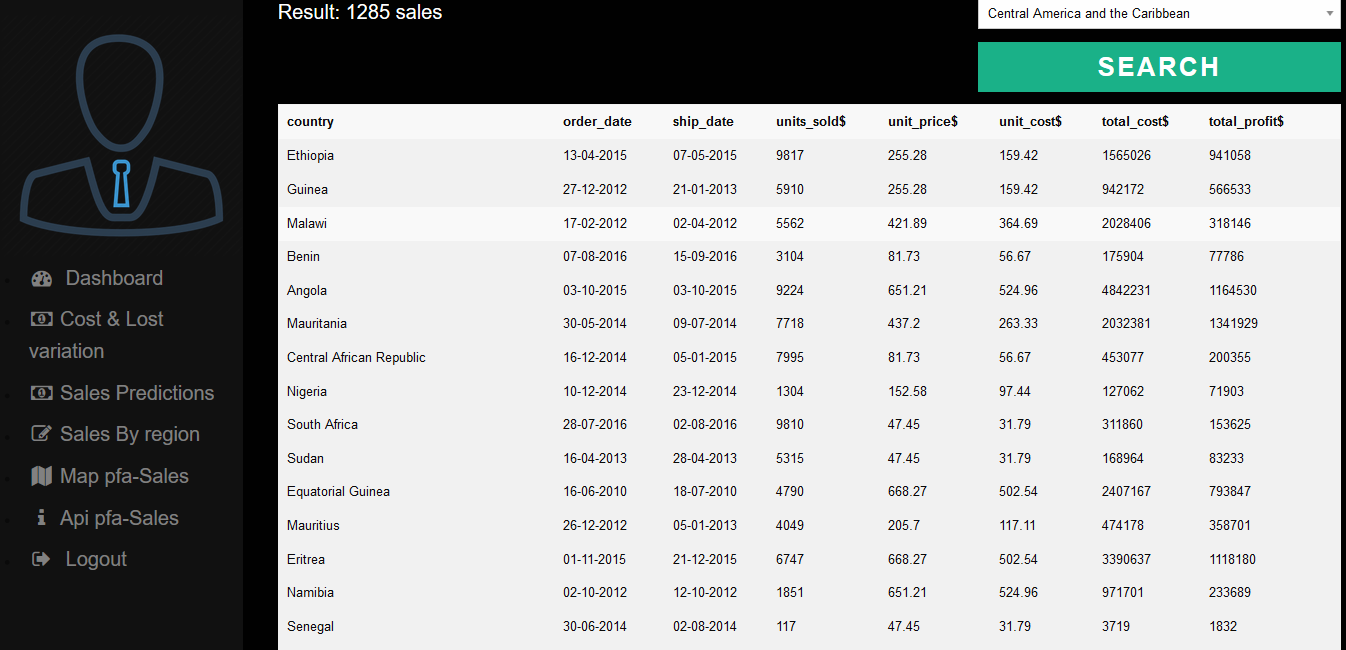 Result: 1285 sales
Central America and the Caribbean
SEARCH
Dashboard
Cost & Lost
variation
Sales Predictions
Sales By region
Map pfa-Sales
Api pfa-Sales
Logout
country order_date ship_date units_sold$ unit_price$ unit_cost$ total_cost$ total_profit$
Ethiopia 13-04-2015 07-05-2015 9817 255.28 159.42 1565026 941058
Guinea 27-12-2012 21-01-2013 5910 255.28 159.42 942172 566533
Malawi 17-02-2012 02-04-2012 5562 421.89 364.69 2028406 318146
Benin 07-08-2016 15-09-2016 3104 81.73 56.67 175904 77786
Angola 03-10-2015 03-10-2015 9224 651.21 524.96 4842231 1164530
Mauritania 30-05-2014 09-07-2014 7718 437.2 263.33 2032381 1341929
Central African Republic 16-12-2014 05-01-2015 7995 81.73 56.67 453077 200355
Nigeria 10-12-2014 23-12-2014 1304 152.58 97.44 127062 71903
South Africa 28-07-2016 02-08-2016 9810 47.45 31.79 311860 153625
Sudan 16-04-2013 28-04-2013 5315 47.45 31.79 168964 83233
Equatorial Guinea 16-06-2010 18-07-2010 4790 668.27 502.54 2407167 793847
Mauritius 26-12-2012 05-01-2013 4049 205.7 117.11 474178 358701
Eritrea 01-11-2015 21-12-2015 6747 668.27 502.54 3390637 1118180
Namibia 02-10-2012 12-10-2012 1851 651.21 524.96 971701 233689
Senegal 30-06-2014 02-08-2014 117 47.45 31.79 3719 1832